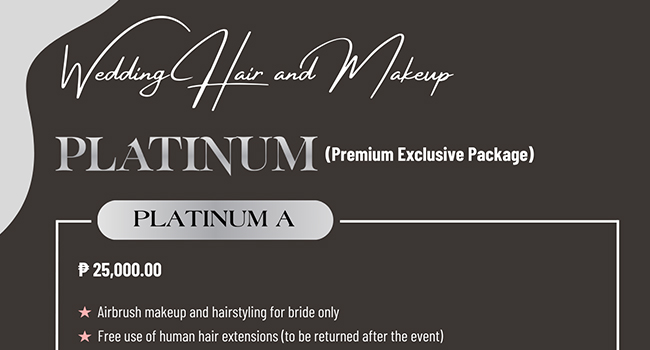 Wedding Hair and Makeup
PLATINUM (Premium Exclusive Package)
PLATINUM A
₱ 25,000.00
★ Airbrush makeup and hairstyling for bride only
★ Free use of human hair extensions (to be returned after the event)